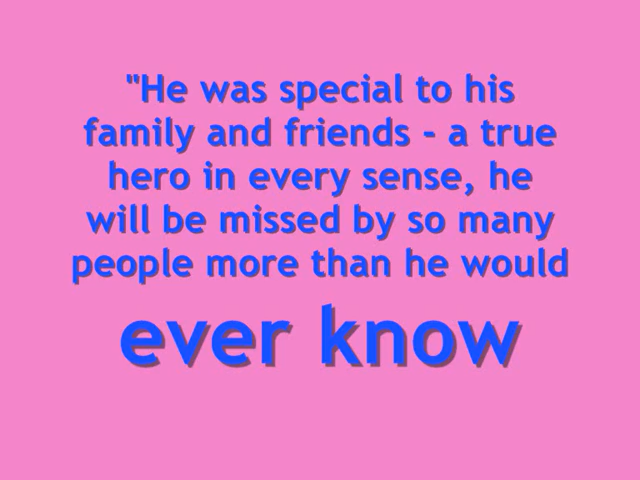 "He was special to his
family and friends - a true
hero in every sense, he
will be missed by so many
people more than he would
ever know